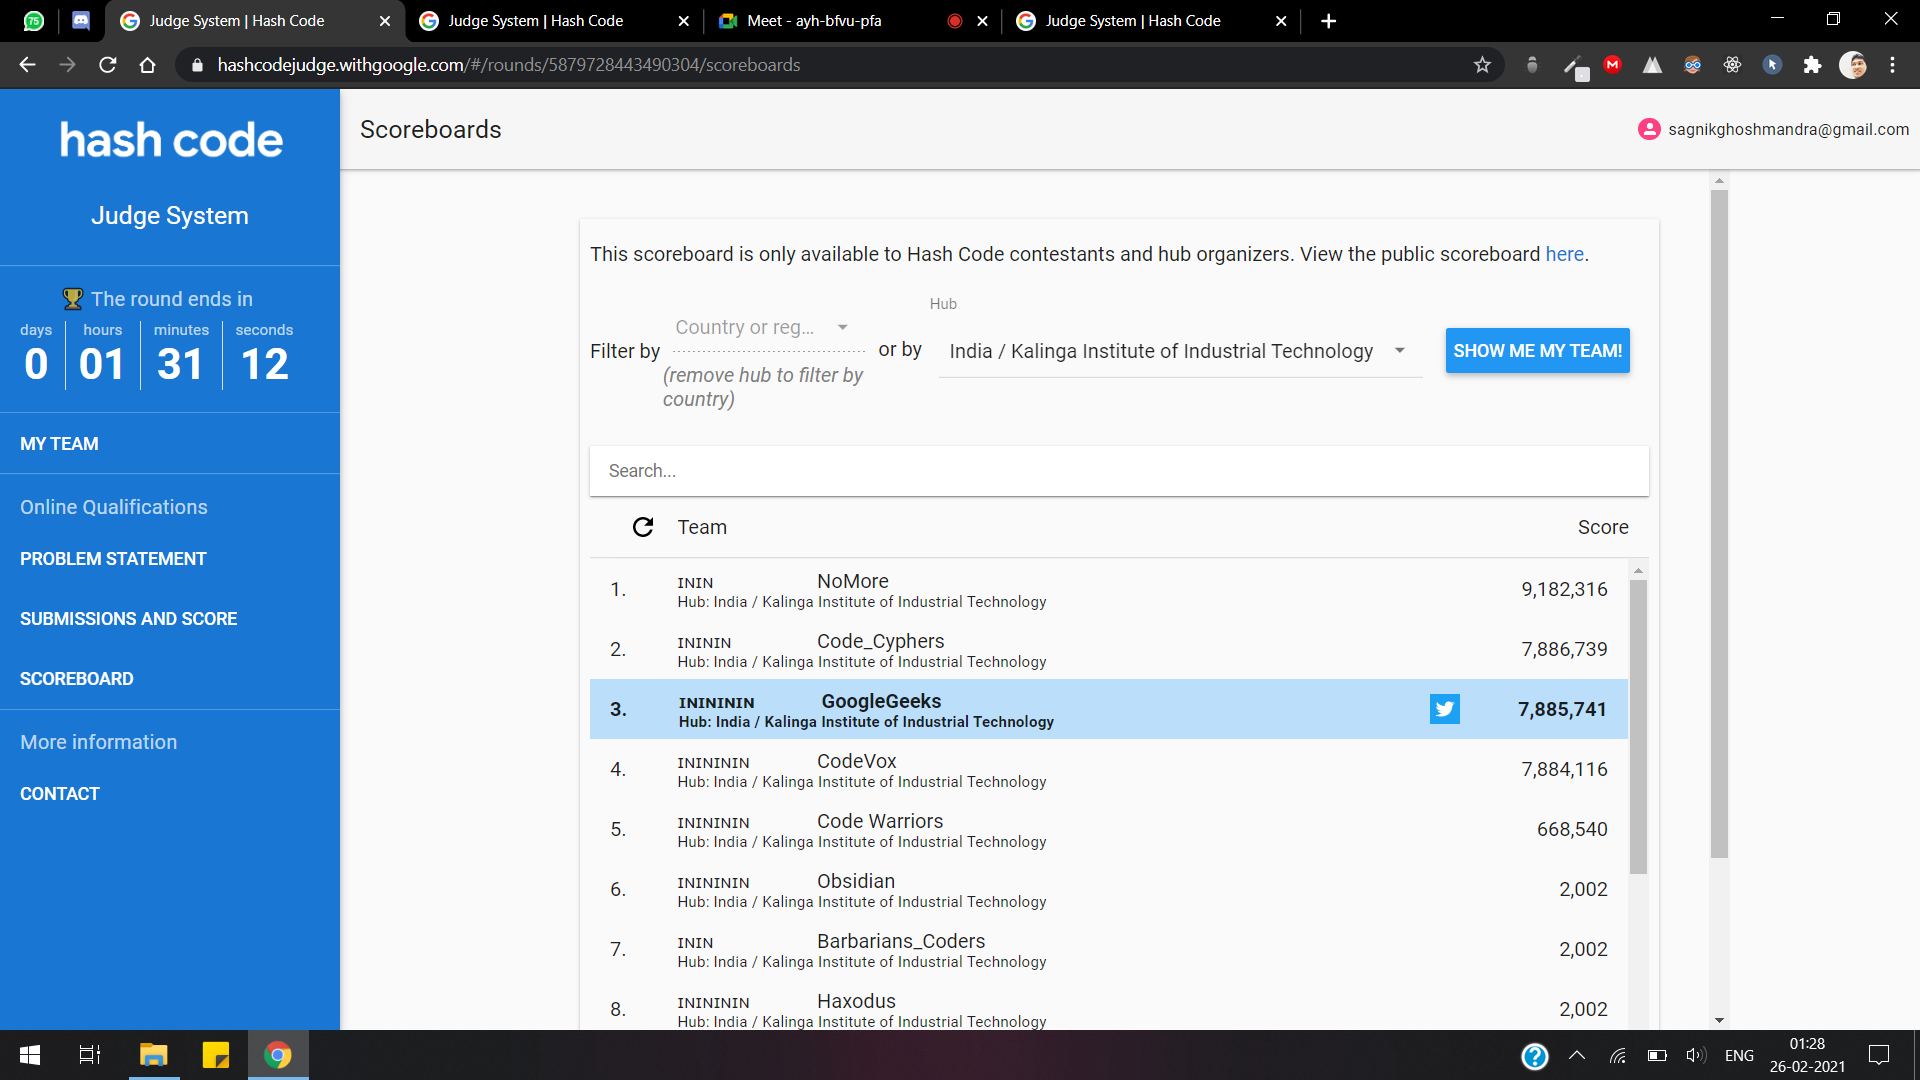 75
Judge System | Hash Code
Judge System | Hash Code
Meet - ayh-bfvu-pfa
Judge System | Hash Code
hashcodejudge.withgoogle.com/#/rounds/5879728443490304/scoreboards
hash code
Judge System
The round ends in
days hours minutes seconds
0 01 31 12
MY TEAM
Online Qualifications
PROBLEM STATEMENT
SUBMISSIONS AND SCORE
SCOREBOARD
More information
CONTACT
Scoreboards
sagnikghoshmandra@gmail.com
This scoreboard is only available to Hash Code contestants and hub organizers. View the public scoreboard here.
Filter by
Country or reg...
(remove hub to filter by
country)
or by
Hub
India / Kalinga Institute of Industrial Technology
SHOW ME MY TEAM!
Search...
Team Score
1. ININ NoMore 9,182,316
Hub: India / Kalinga Institute of Industrial Technology
2. INININ Code_Cyphers 7,886,739
Hub: India / Kalinga Institute of Industrial Technology
3. ININININ GoogleGeeks 7,885,741
Hub: India / Kalinga Institute of Industrial Technology
4. ININININ CodeVox 7,884,116
Hub: India / Kalinga Institute of Industrial Technology
5. ININININ Code Warriors 668,540
Hub: India / Kalinga Institute of Industrial Technology
6. ININININ Obsidian 2,002
Hub: India / Kalinga Institute of Industrial Technology
7. ININ Barbarians_Coders 2,002
Hub: India / Kalinga Institute of Industrial Technology
8. ININININ Haxodus 2,002
Hub: India / Kalinga Institute of Industrial Technology
ENG
01:28
26-02-2021